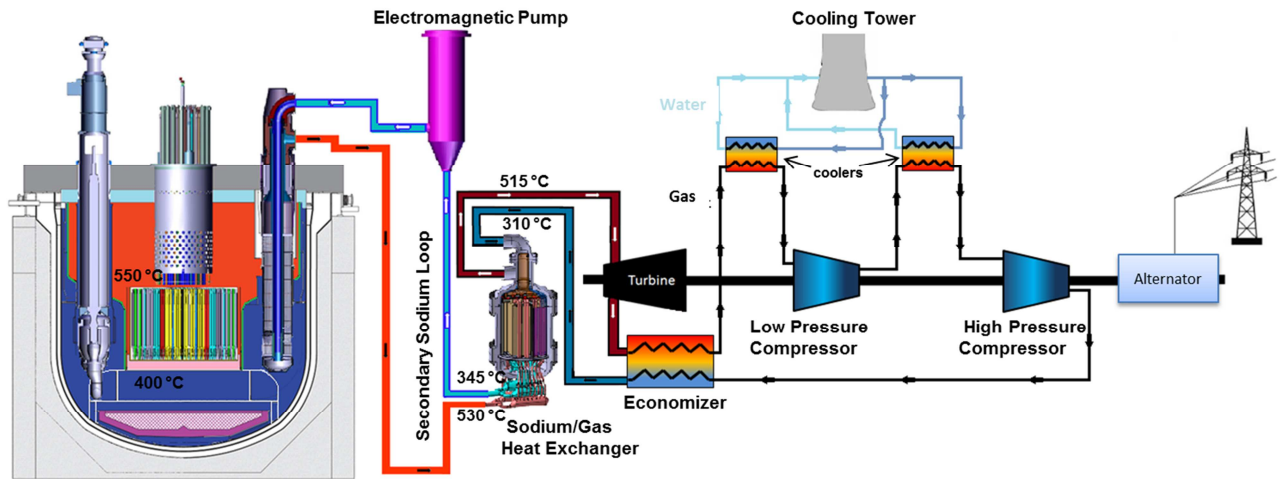 Electromagnetic Pump
Cooling Tower
Water
coolers
515 °C
Gas
:
310 °C
550 °C
Secondary Sodium Loop
Turbine
Alternator
Low Pressure
Compressor
High Pressure
Compressor
400 °C
345 °C
530 °C
Economizer
Sodium/Gas
Heat Exchanger